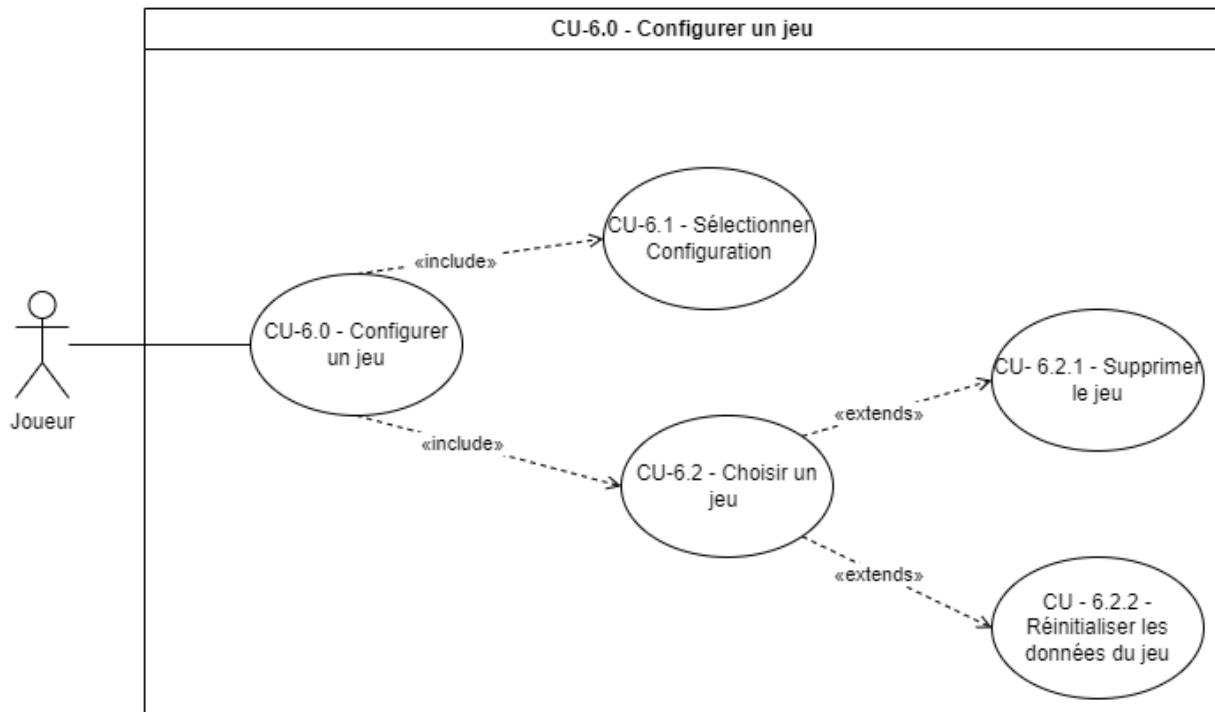 CU-6.0 - Configurer un jeu
CU-6.1 - Sélectionner
Configuration
«include»
CU-6.0 - Configurer
un jeu
Joueur
«include»
CU-6.2 - Choisir un
jeu
«extends»
CU- 6.2.1 - Supprimer
le jeu
«extends»
CU - 6.2.2 -
Réinitialiser les
données du jeu